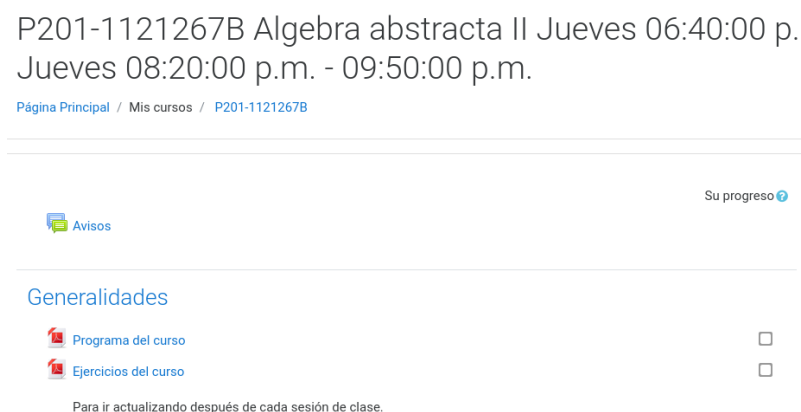 P201-1121267B Algebra abstracta II Jueves 06:40:00 p.
Jueves 08:20:00 p.m. - 09:50:00 p.m.
Página Principal / Mis cursos / P201-1121267B
Su progreso
Avisos
Generalidades
Programa del curso
Ejercicios del curso
Para ir actualizando después de cada sesión de clase.